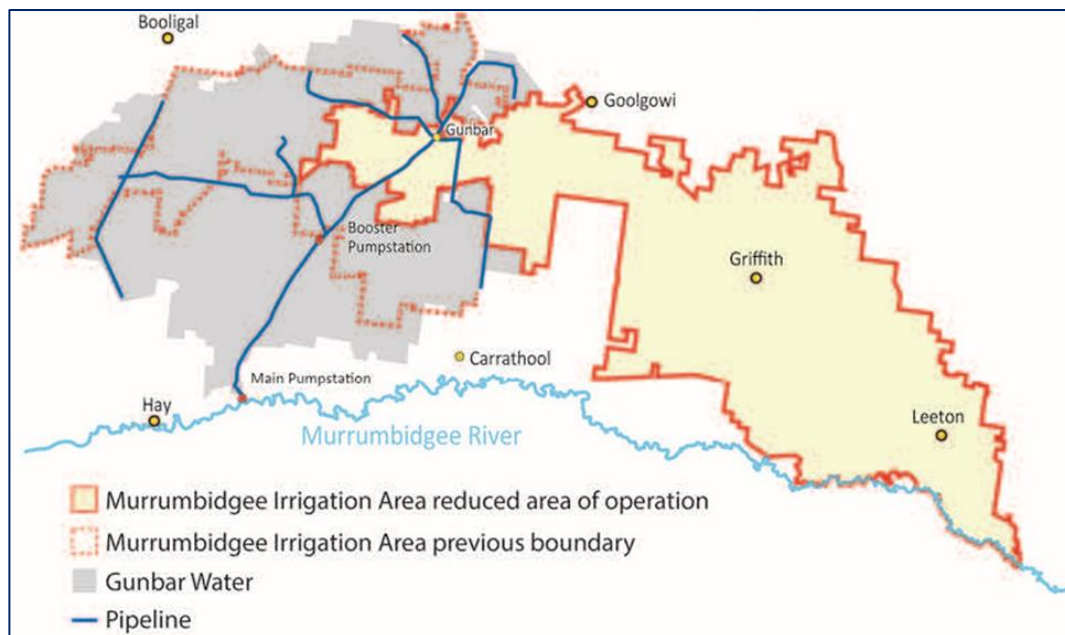 Booligal
Goolgowi
Gunbar
Booster
Pumpstation
Griffith
Carrathool
Main Pumpstation
Hay
Murrumbidgee River
Leeton
Murrumbidgee Irrigation Area reduced area of operation
Murrumbidgee Irrigation Area previous boundary
Gunbar Water
Pipeline